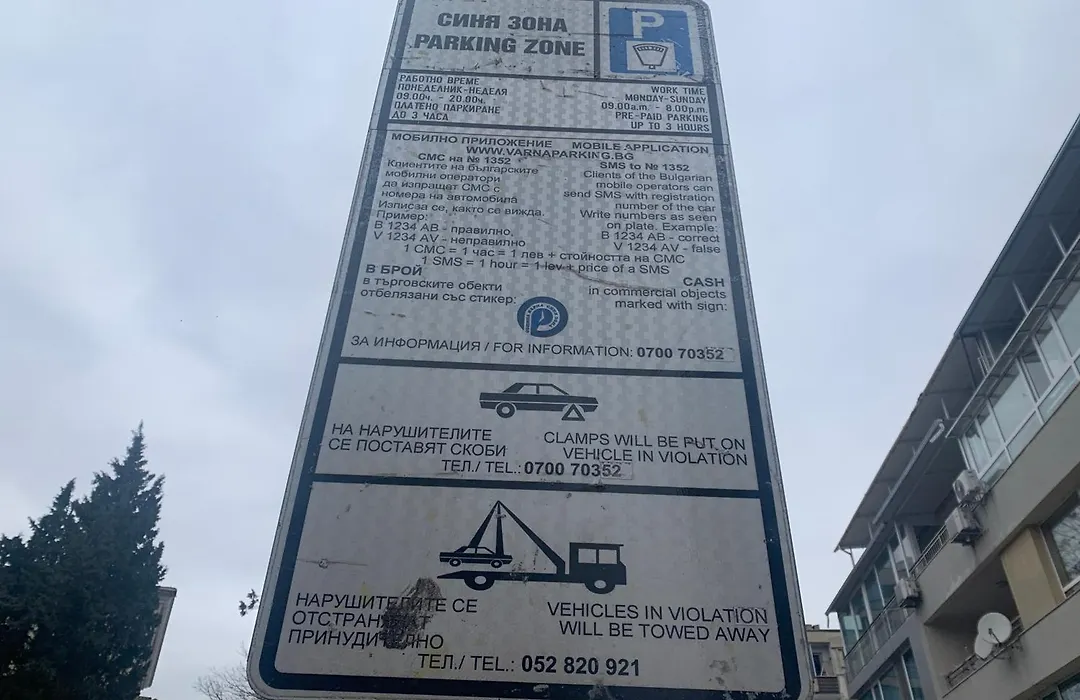 СИНЯ ЗОНА
PARKING ZONE
P
РАБОТНО ВРЕМЕ
ПОНЕДЕЛНИК-НЕДЕЛЯ
09.00ч. - 20.00ч.
ПЛАТЕНО ПАРКИРАНЕ
ДО 3 ЧАСА
WORK TIME
MONDAY-SUNDAY
09.00a.m. - 8.00p.m.
PRE-PAID PARKING
UP TO 3 HOURS
МОБИЛНО ПРИЛОЖЕНИЕ MOBILE APPLICATION
WWW.VARNAPARKING.BG
СМС на № 1352
Клиентите на българските
мобилни оператори
да изпращат СМС с
номера на автомобила
Изписва се, както се вижда.
Пример:
В 1234 АВ - правилно,
V 1234 AV - неправилно
SMS to № 1352
Clients of the Bulgarian
mobile operators can
send SMS with registration
number of the car
Write numbers as seen
on plate. Example:
B 1234 AB - correct
V 1234 AV - false
1 СМС = 1 час = 1 лев + стойността на СМС
1 SMS = 1 hour = 1 lev + price of a SMS
В БРОЙ
в търговските обекти
отбелязани със стикер:
CASH
in commercial objects
marked with sign:
ЗА ИНФОРМАЦИЯ / FOR INFORMATION: 0700 70352
НА НАРУШИТЕЛИТЕ
СЕ ПОСТАВЯТ СКОБИ
CLAMPS WILL BE PUT ON
VEHICLE IN VIOLATION
ТЕЛ./ TEL.: 0700 70352
НАРУШИТЕЛИТЕ СЕ
ОТСТРАНЯВАТ
ПРИНУДИТЕЛНО
VEHICLES IN VIOLATION
WILL BE TOWED AWAY
ТЕЛ./ TEL.: 052 820 921